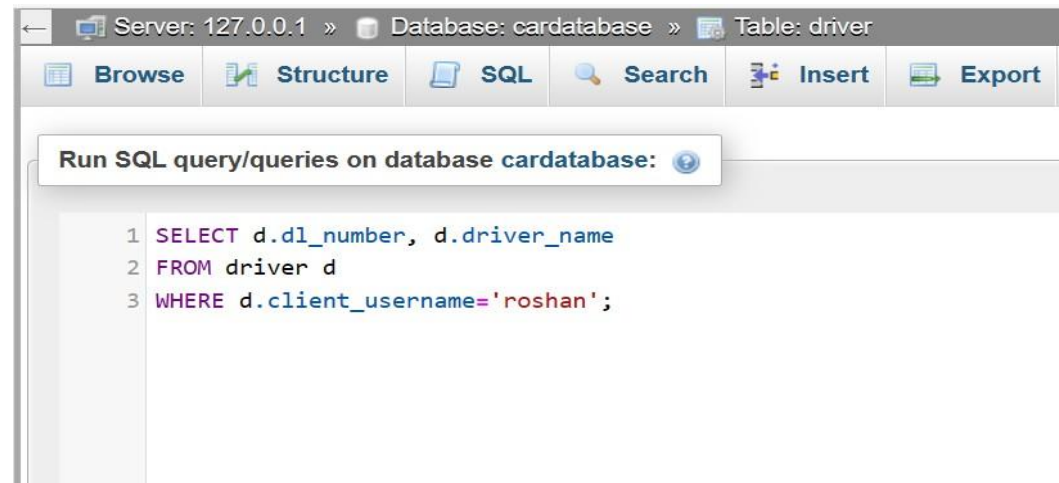 ← Server: 127.0.0.1 » Database: cardatabase » Table: driver
Browse Structure SQL Search Insert Export
Run SQL query/queries on database cardatabase:
1 SELECT d.dl_number, d.driver_name
2 FROM driver d
3 WHERE d.client_username='roshan';